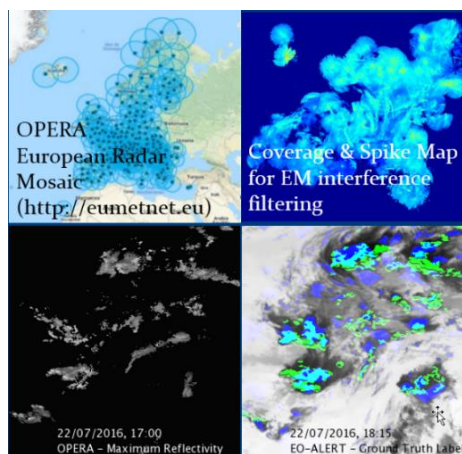 OPERA
European Radar
Mosaic
(http://eumetnet.eu)
Coverage & Spike Map
for EM interference
filtering
22/07/2016, 17:00
OPERA – Maximum Reflectivity
22/07/2016, 18:15
EO-ALERT – Ground Truth Labe